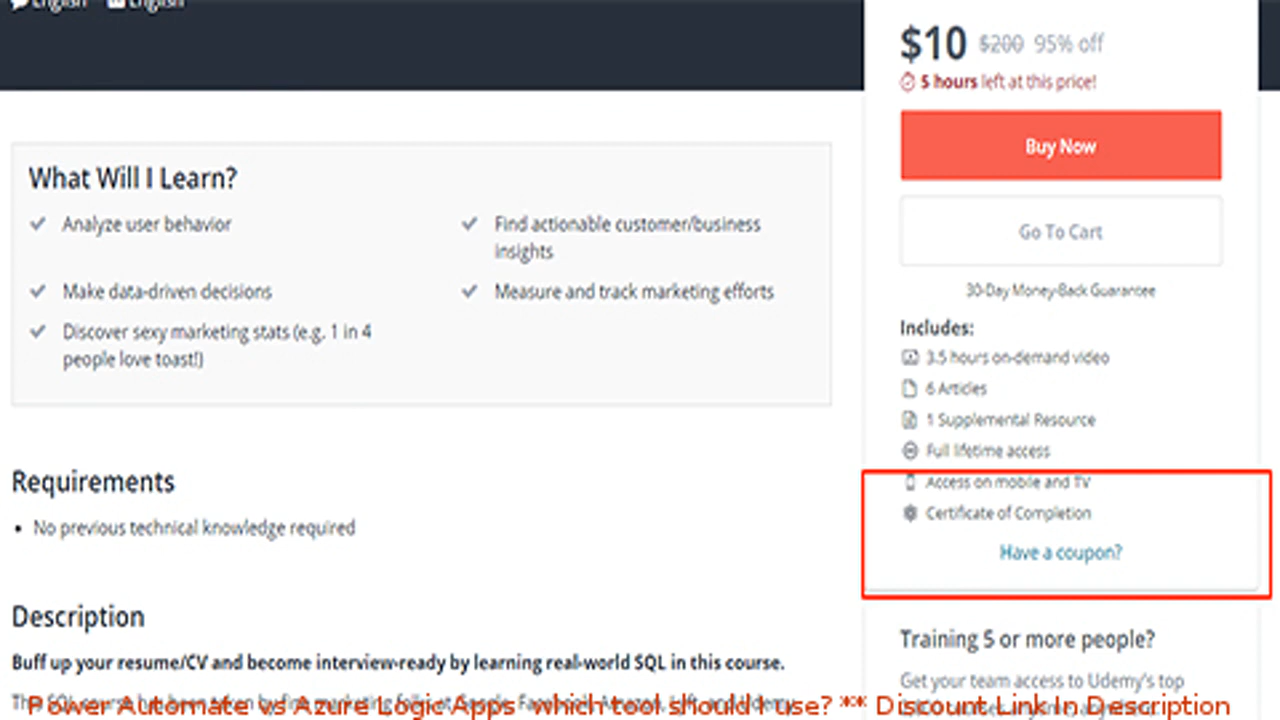 English English
$10 $200 95% off
5 hours left at this price!
Buy Now
Go To Cart
30-Day Money-Back Guarantee
Includes:
3.5 hours on-demand video
6 Articles
1 Supplemental Resource
Full lifetime access
Access on mobile and TV
Certificate of Completion
Have a coupon?
Training 5 or more people?
Get your team access to Udemy's top
What Will I Learn?
Analyze user behavior
Find actionable customer/business
insights
Make data-driven decisions
Measure and track marketing efforts
Discover sexy marketing stats (e.g. 1 in 4
people love toast!)
Requirements
• No previous technical knowledge required
Description
Buff up your resume/CV and become interview-ready by learning real-world SQL in this course.
Power Automate vs Azure Logic Apps which tool should I use? ** Discount Link In Description